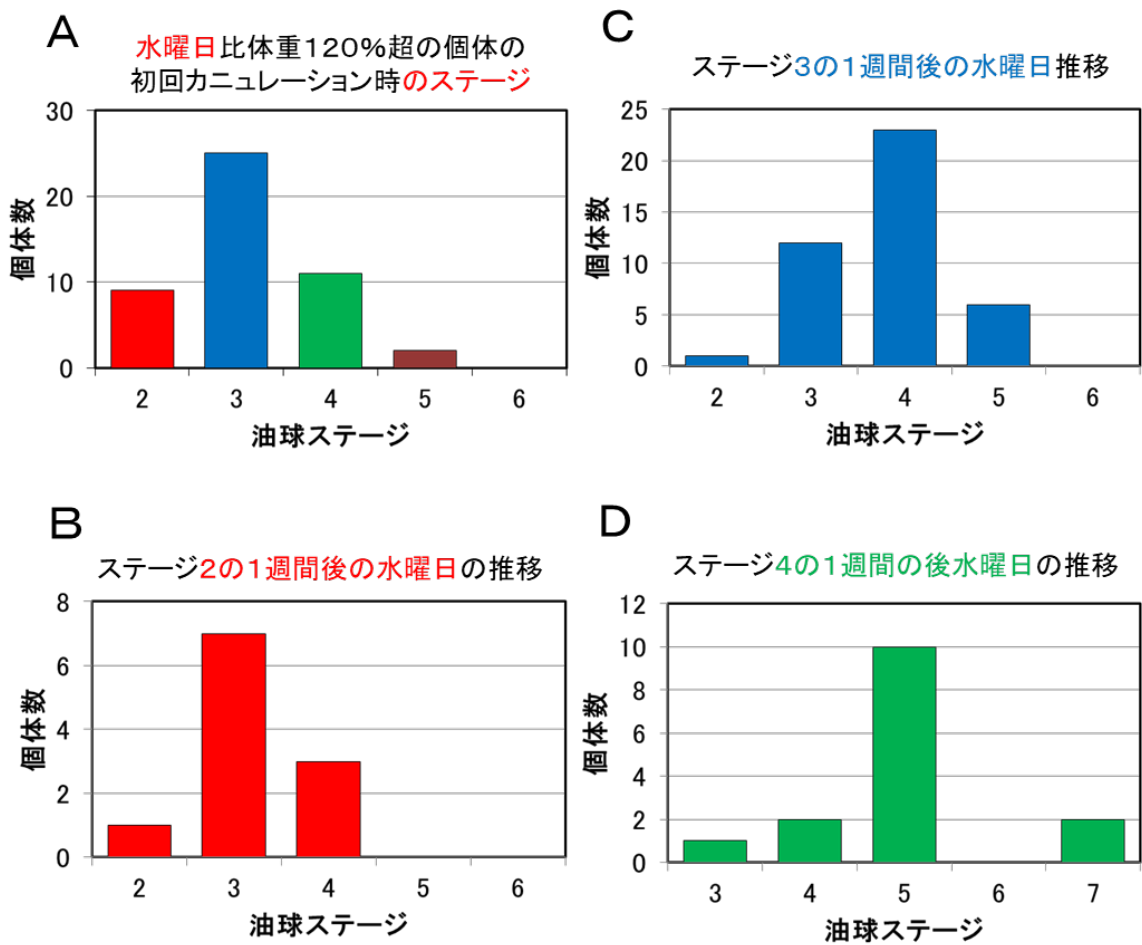 A
水曜日比体重120%超の個体の
初回カニュレーション時のステージ
個体数
30
20
10
0
2 3 4 5 6
油球ステージ
C
ステージ3の1週間後の水曜日推移
個体数
25
20
15
10
5
0
2 3 4 5 6
油球ステージ
B
ステージ2の1週間後の水曜日の推移
個体数
8
6
4
2
0
2 3 4 5 6
油球ステージ
D
ステージ4の1週間の後水曜日の推移
個体数
12
10
8
6
4
2
0
3 4 5 6 7
油球ステージ